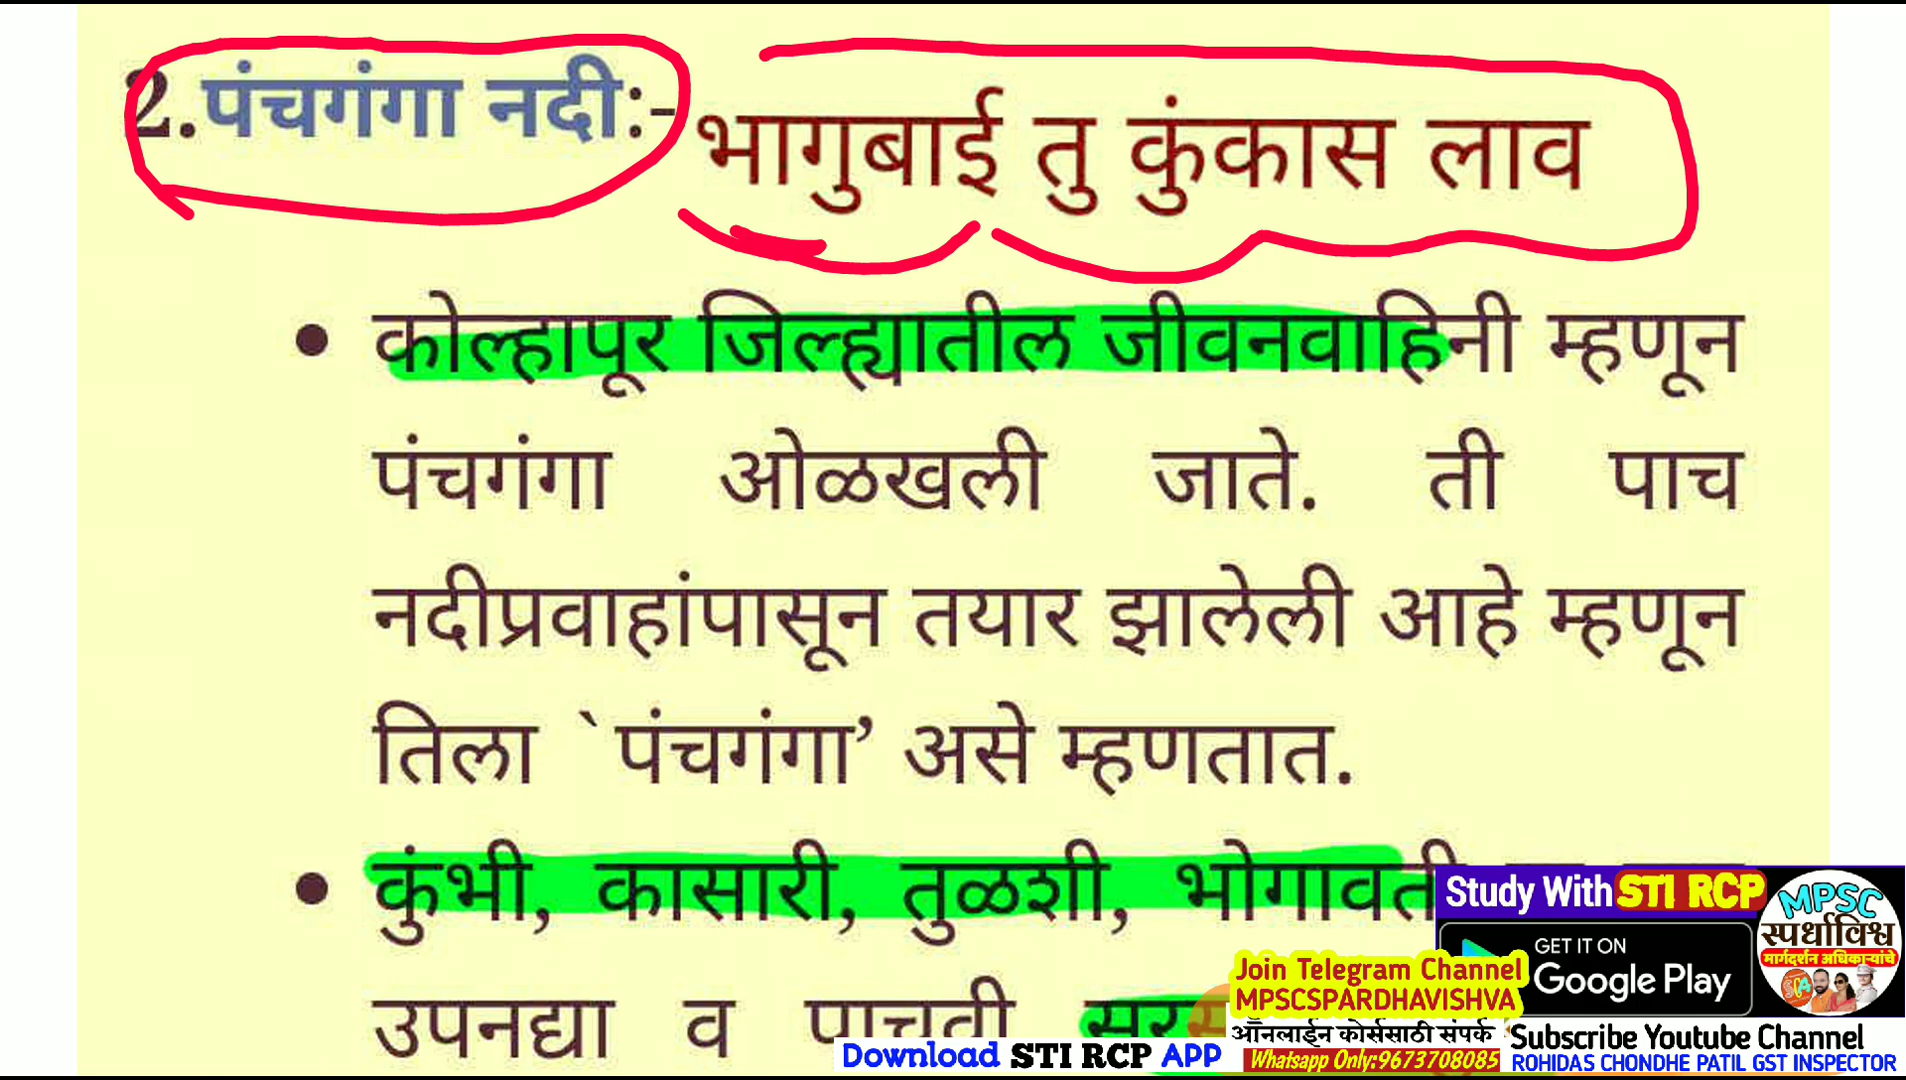 2.पंचगंगा नदी:- भागुबाई तु कुंकास लाव
• कोल्हापूर जिल्ह्यातील जीवनवाहिनी म्हणून
पंचगंगा ओळखली जाते. ती पाच
नदीप्रवाहांपासून तयार झालेली आहे म्हणून
तिला `पंचगंगा’ असे म्हणतात.
• कुंभी, कासारी, तुळशी, भोगावती
उपनद्या व पाचवी
Study With STI RCP
GET IT ON
Google Play
MPSC
स्पर्धाविश्व
मार्गदर्शन अधिकाऱ्यांचे
Join Telegram Channel
MPSCSPARDHAVISHVA
ऑनलाईन कोर्ससाठी संपर्क
Whatsapp Only:9673708085
Download STI RCP APP
Subscribe Youtube Channel
ROHIDAS CHONDHE PATIL GST INSPECTOR